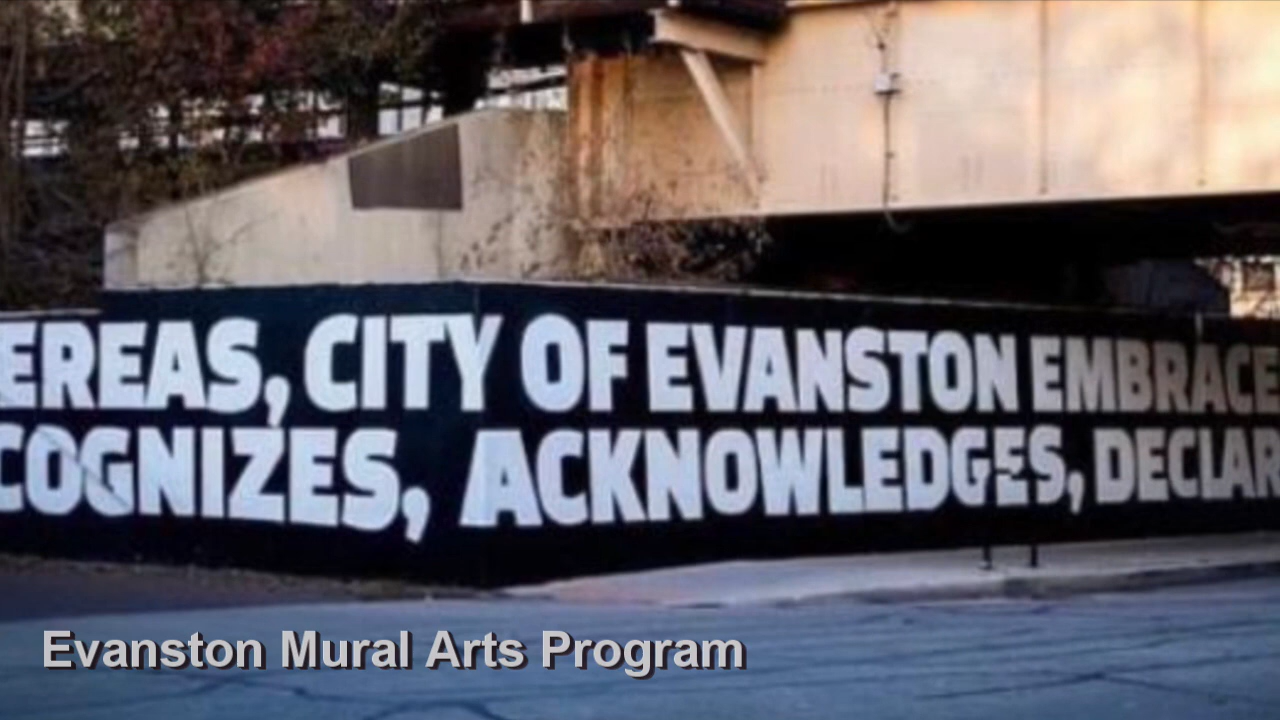 EREAS, CITY OF EVANSTON EMBRACE
COGNIZES, ACKNOWLEDGES, DECLAR
Evanston Mural Arts Program